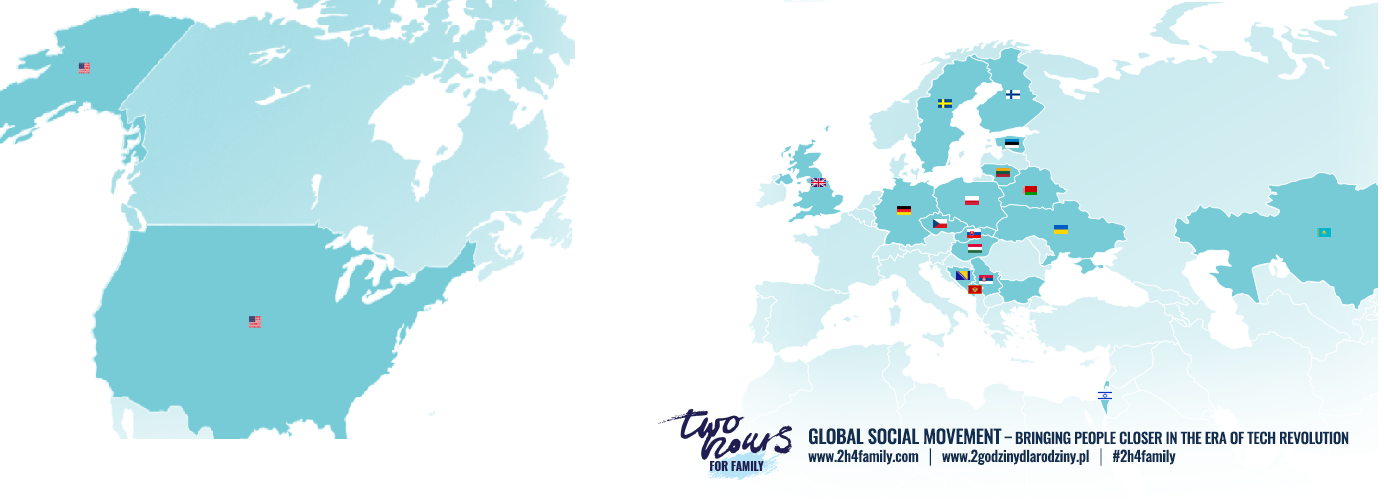 two
hours
FOR FAMILY
GLOBAL SOCIAL MOVEMENT – BRINGING PEOPLE CLOSER IN THE ERA OF TECH REVOLUTION
www.2h4family.com | www.2godzinydlarodziny.pl | #2h4family